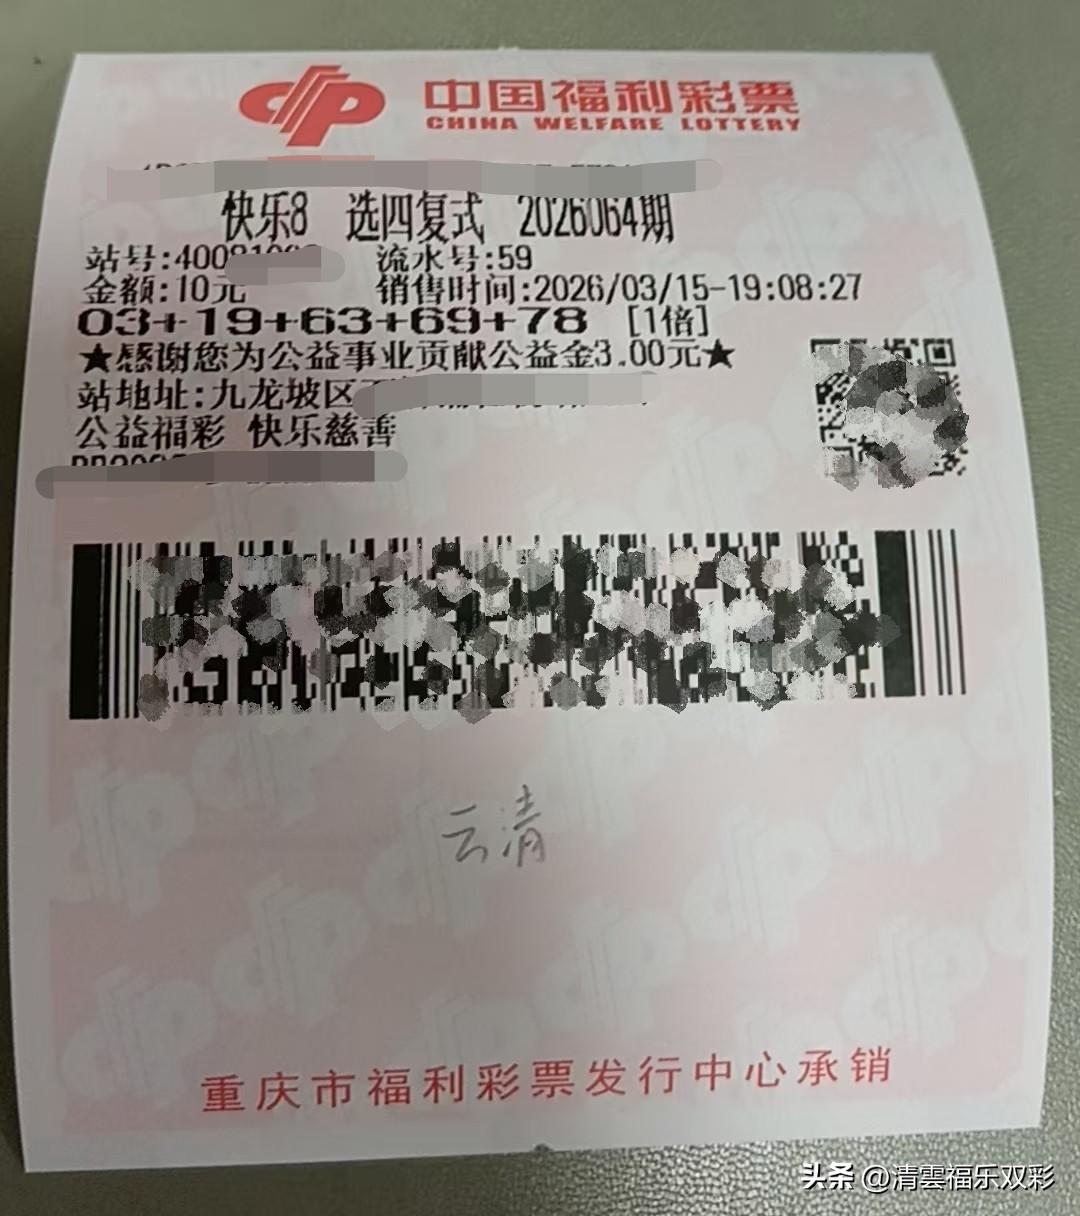 中国福利彩票
CHINA WELFARE LOTTERY
快乐8 选四复式 2026064期
站号:40081 流水号:59
金额:10元 销售时间:2026/03/15-19:08:27
03+19+63+69+78 [1倍]
★感谢您为公益事业贡献公益金3.00元★
站地址:九龙坡区
公益福彩 快乐慈善
云清
重庆市福利彩票发行中心承销
头条 @清雲福乐双彩